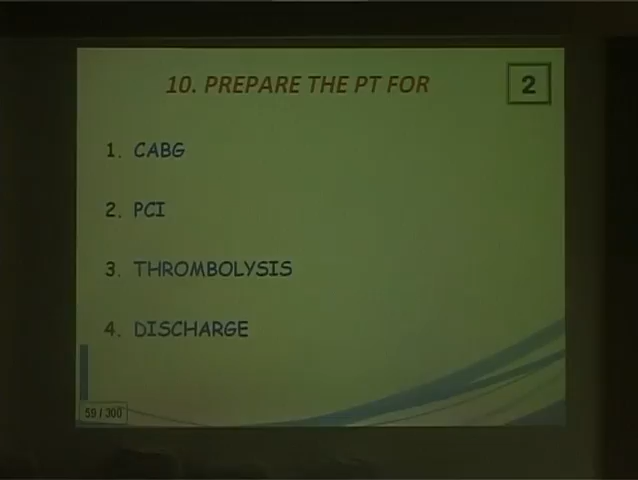 10. PREPARE THE PT FOR
2
1. CABG
2. PCI
3. THROMBOLYSIS
4. DISCHARGE
59 / 300